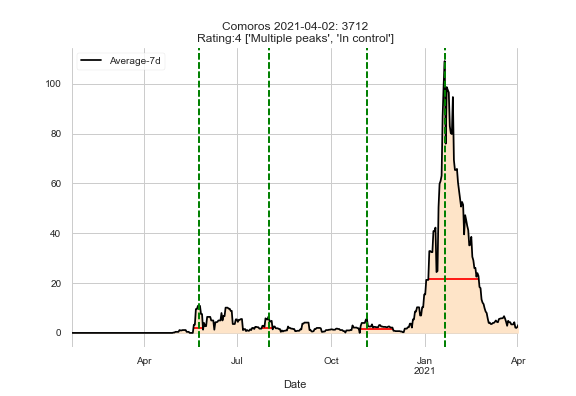 Comoros 2021-04-02: 3712
Rating:4 ['Multiple peaks', 'In control']
Average-7d
100
80
60
40
20
0
Apr
Jul
Oct
Jan
2021
Apr
Date